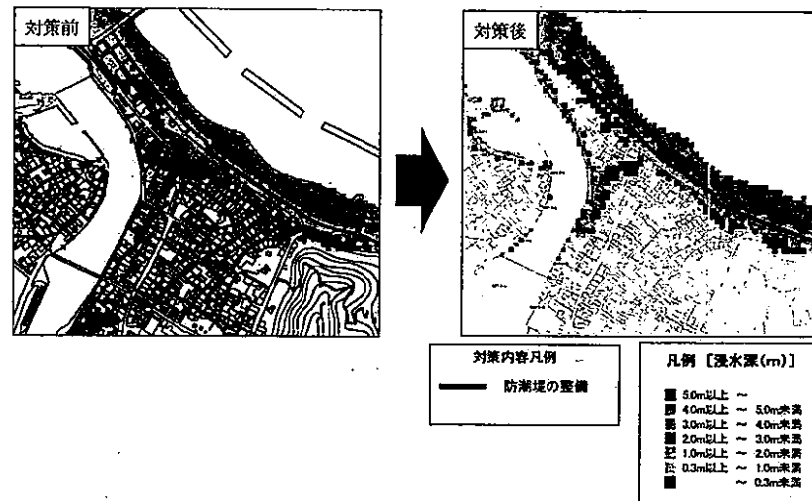 対策前
対策後
対策内容凡例
防潮堤の整備
凡例 [浸水深(m)]
5.0m以上 ～
4.0m以上 ～ 5.0m未満
3.0m以上 ～ 4.0m未満
2.0m以上 ～ 3.0m未満
1.0m以上 ～ 2.0m未満
0.3m以上 ～ 1.0m未満
～ 0.3m未満